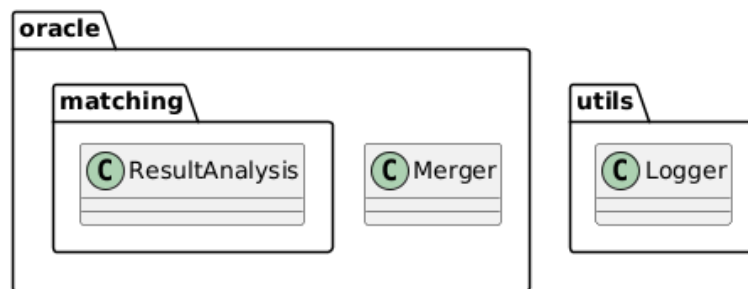 oracle
matching
utils
C ResultAnalysis
C Merger
C Logger